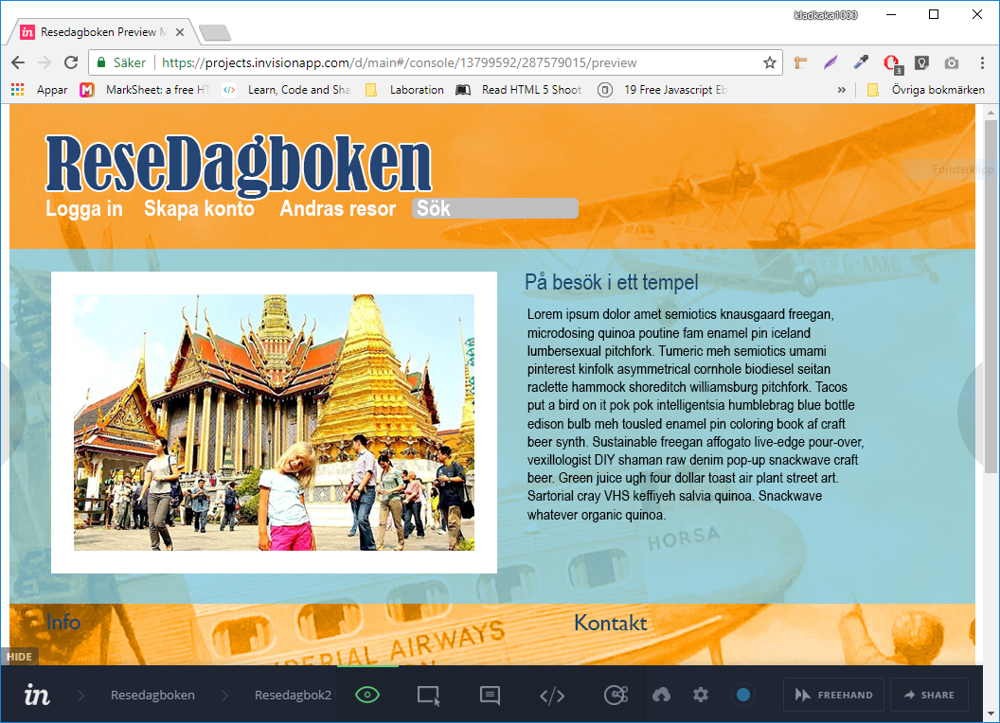 kladkaka1000
in Resedagboken Preview M
Säker https://projects.invisionapp.com/d/main#/console/13799592/287579015/preview
3
Appar MarkSheet: a free HT Learn, Code and Sha Laboration Read HTML 5 Shoot 19 Free Javascript Eb » Övriga bokmärken
ReseDagboken
Fönsterklipp
Logga in Skapa konto Andras resor Sök
G-AAXC
På besök i ett tempel
Lorem ipsum dolor amet semiotics knausgaard freegan,
microdosing quinoa poutine fam enamel pin iceland
lumbersexual pitchfork. Tumeric meh semiotics umami
pinterest kinfolk asymmetrical cornhole biodiesel seitan
raclette hammock shoreditch williamsburg pitchfork. Tacos
put a bird on it pok pok intelligentsia humblebrag blue bottle
edison bulb meh tousled enamel pin coloring book af craft
beer synth. Sustainable freegan affogato live-edge pour-over,
vexillologist DIY shaman raw denim pop-up snackwave craft
beer. Green juice ugh four dollar toast air plant street art.
Sartorial cray VHS keffiyeh salvia quinoa. Snackwave
whatever organic quinoa.
HORSA
Info Kontakt
PERIAL AIRWAYS
HIDE
in Resedagboken Resedagbok2 FREEHAND SHARE